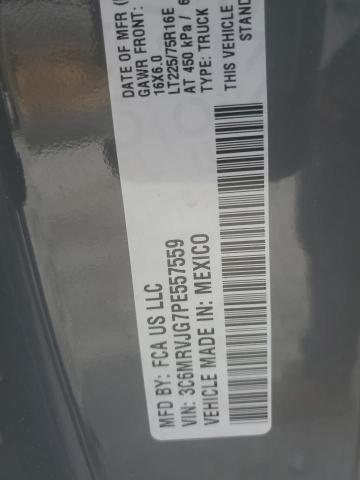 DATE OF MFR (
GAWR FRONT:
16X6.0
LT225/75R16E
AT 450 kPa / 6
TYPE: TRUCK
THIS VEHICLE
STAND
MFD BY: FCA US LLC
VIN: 3C6MRVJG7PE557559
VEHICLE MADE IN: MEXICO